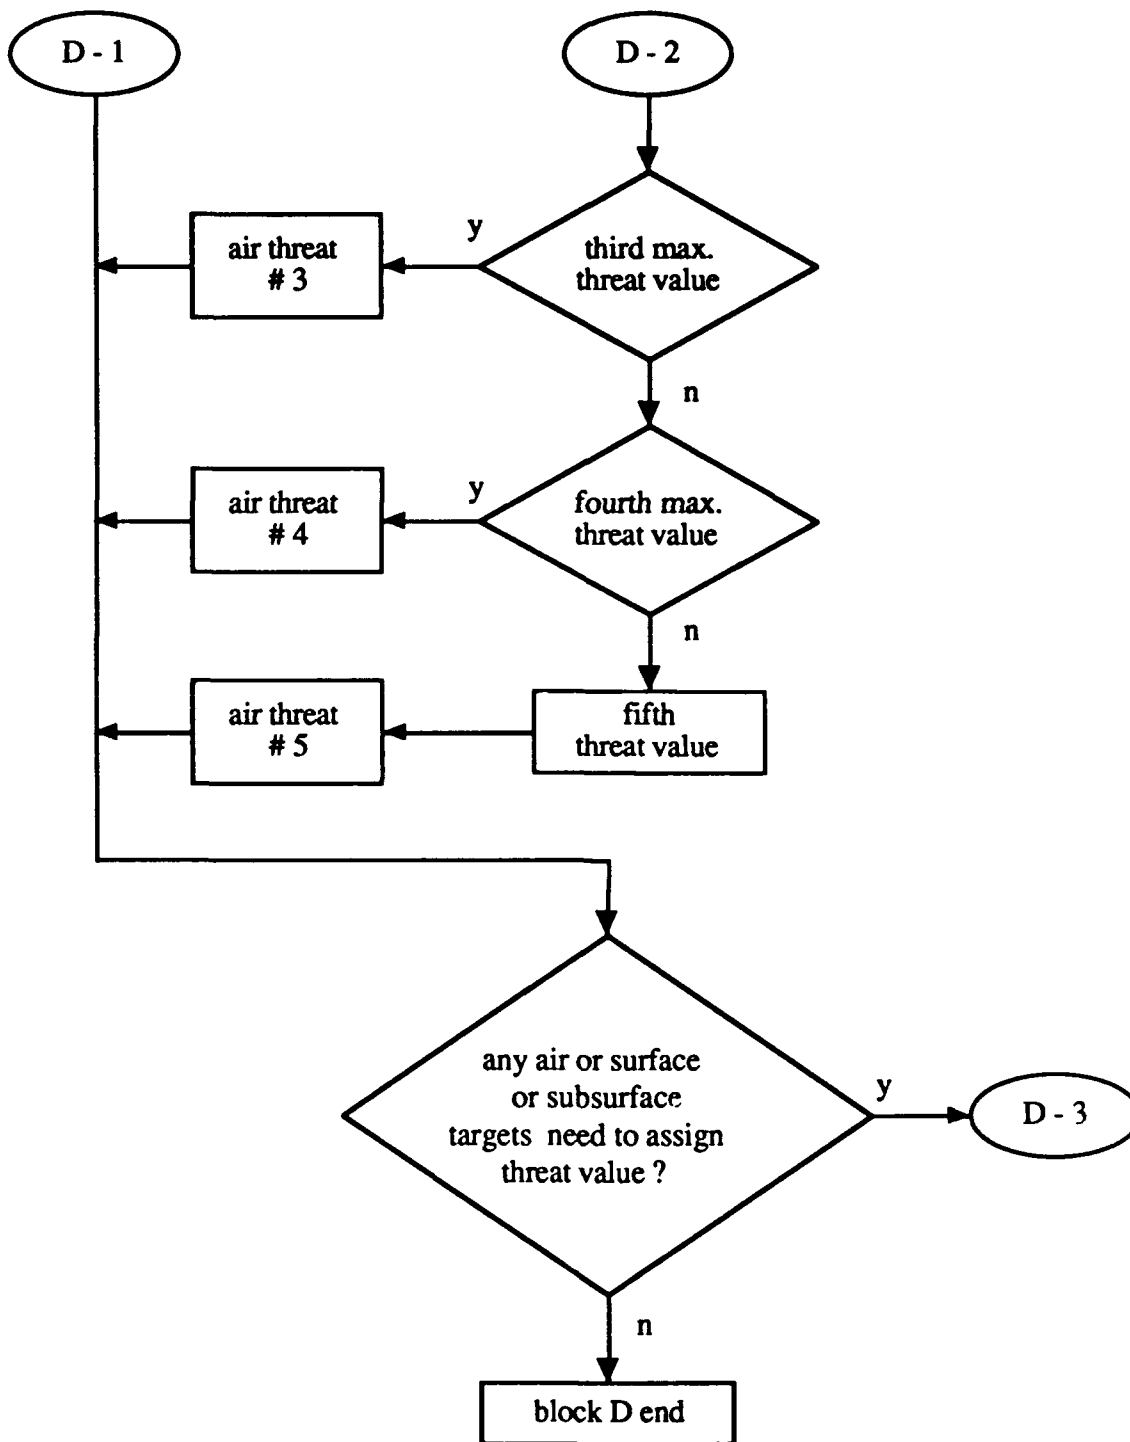 D - 1
D - 2
y
air threat
# 3
third max.
threat value
n
y
air threat
# 4
fourth max.
threat value
n
air threat
# 5
fifth
threat value
any air or surface
or subsurface
targets need to assign
threat value ?
y
D - 3
n
block D end